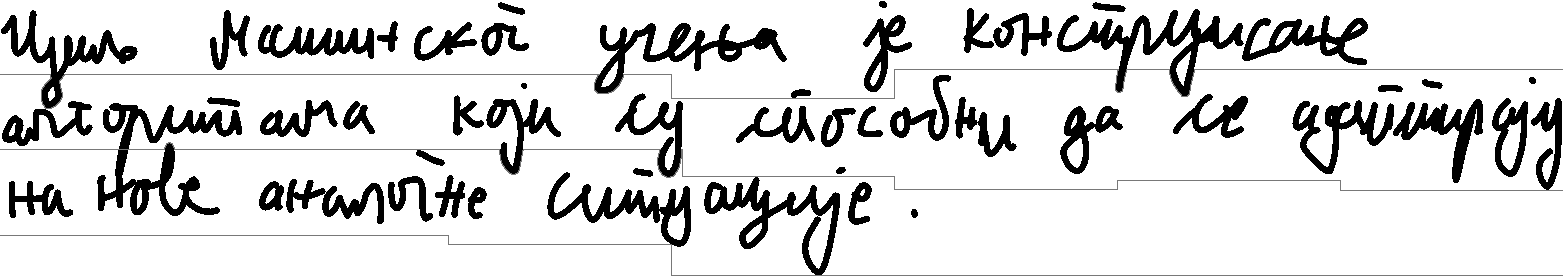 Циљ машинског учења је конструисање
алгоритама који су способни да се адаптирају
на нове аналогне ситуације.